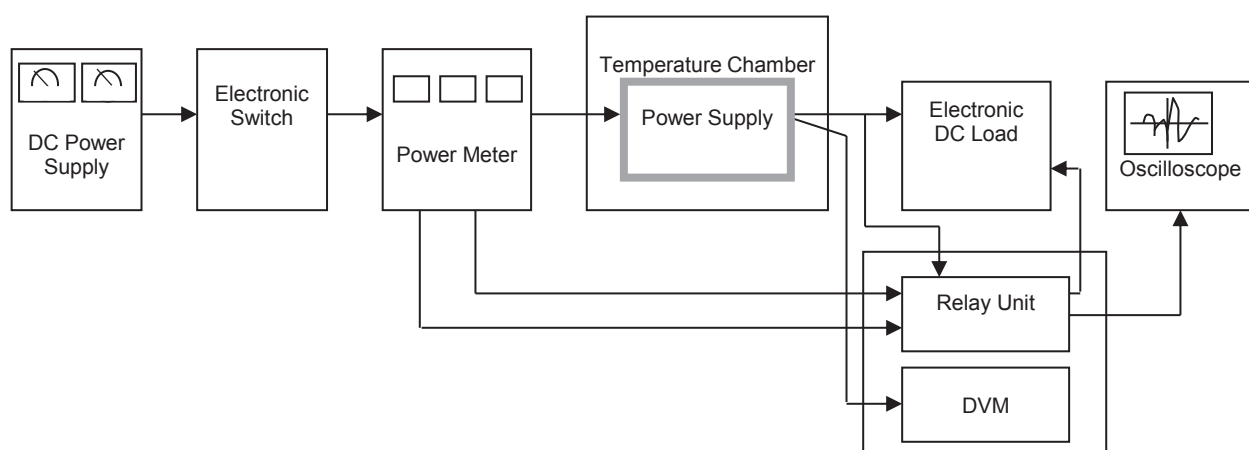 DC Power
Supply
Electronic
Switch
Power Meter
Temperature Chamber
Power Supply
Electronic
DC Load
Oscilloscope
Relay Unit
DVM